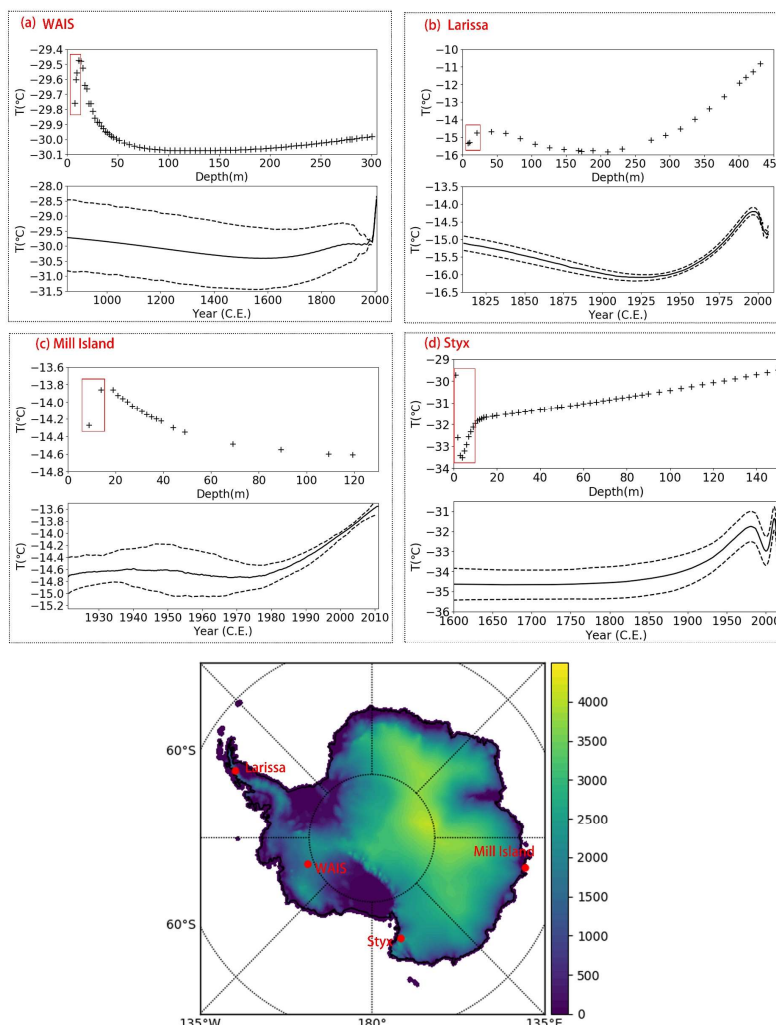 (a) WAIS
T(°C)
−29.4
−29.5
−29.6
−29.7
−29.8
−29.9
−30.0
−30.1
0 50 100 150 200 250 300
Depth(m)
T(°C)
−28.0
−28.5
−29.0
−29.5
−30.0
−30.5
−31.0
−31.5
1000 1200 1400 1600 1800 2000
Year (C.E.)
(b) Larissa
T(°C)
−10
−11
−12
−13
−14
−15
−16
0 50 100 150 200 250 300 350 400 45
Depth(m)
T(°C)
−13.5
−14.0
−14.5
−15.0
−15.5
−16.0
−16.5
1825 1850 1875 1900 1925 1950 1975 2000
Year (C.E.)
(c) Mill Island
T(°C)
−13.6
−13.8
−14.0
−14.2
−14.4
−14.6
−14.8
0 20 40 60 80 100 120
Depth(m)
T(°C)
−13.6
−13.8
−14.0
−14.2
−14.4
−14.6
−14.8
−15.0
−15.2
1930 1940 1950 1960 1970 1980 1990 2000 2010
Year (C.E.)
(d) Styx
T(°C)
−29
−30
−31
−32
−33
−34
0 20 40 60 80 100 120 140
Depth(m)
T(°C)
−31
−32
−33
−34
−35
−36
1600 1650 1700 1750 1800 1850 1900 1950 2000
Year (C.E.)
60°S
60°S
Larissa
WAIS
Mill Island
Styx
135°W 180° 135°E
4000
3500
3000
2500
2000
1500
1000
500
0